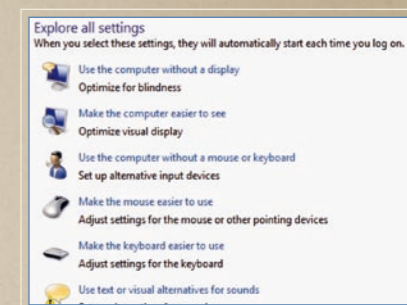 Explore all settings
When you select these settings, they will automatically start each time you log on.
Use the computer without a display
Optimize for blindness
Make the computer easier to see
Optimize visual display
Use the computer without a mouse or keyboard
Set up alternative input devices
Make the mouse easier to use
Adjust settings for the mouse or other pointing devices
Make the keyboard easier to use
Adjust settings for the keyboard
Use text or visual alternatives for sounds